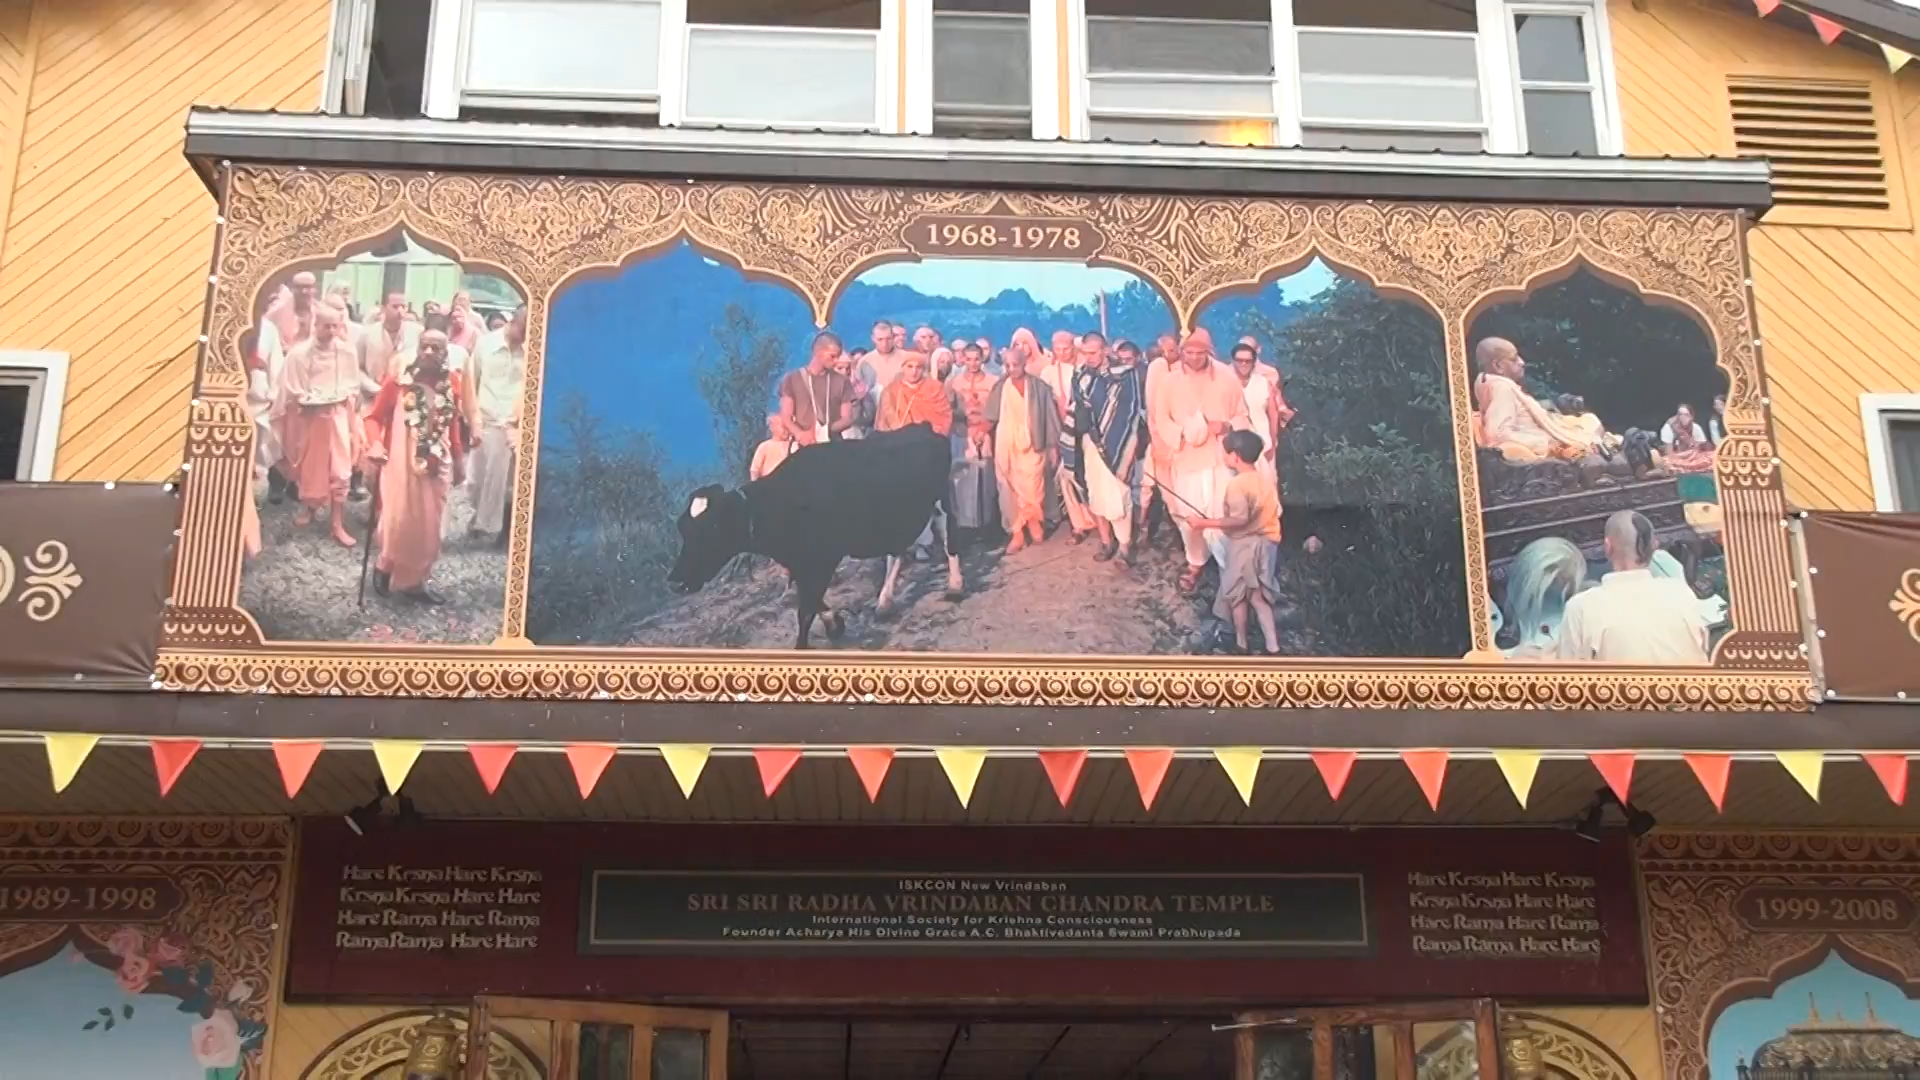 1968-1978
Hare Krsna Hare Krsna
Krsna Krsna Hare Hare
Hare Rama Hare Rama
Rama Rama Hare Hare
ISKCON New Vrindaban
SRI SRI RADHA VRINDABAN CHANDRA TEMPLE
International Society for Krishna Consciousness
Founder Acharya His Divine Grace A.C. Bhaktivedanta Swami Prabhupada
Hare Krsna Hare Krsna
Krsna Krsna Hare Hare
Hare Rama Hare Rama
Rama Rama Hare Hare
1989-1998
1999-2008